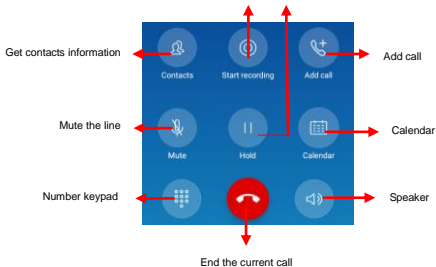 Get contacts information
Contacts
Start recording
Add call
Add call
Mute the line
Mute
Hold
Calendar
Calendar
Number keypad
Speaker
End the current call